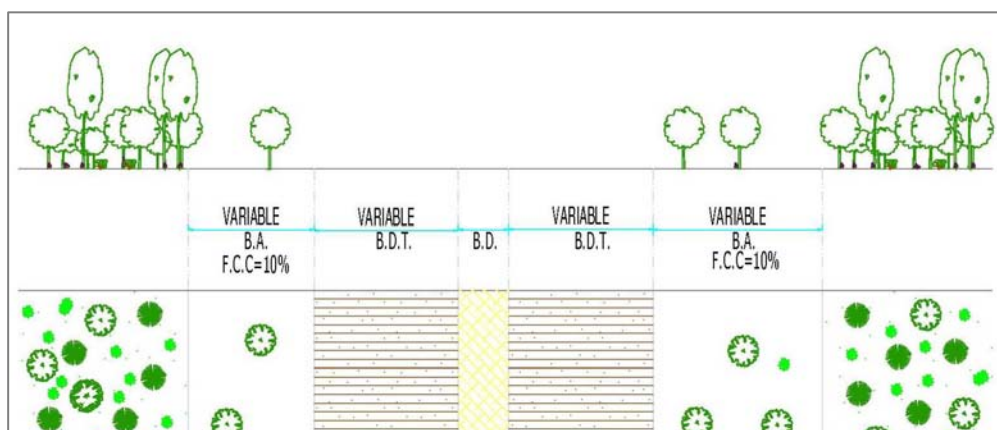 VARIABLE VARIABLE VARIABLE VARIABLE
B.A. B.D.T. B.D. B.D.T. B.A.
F.C.C=10% F.C.C=10%